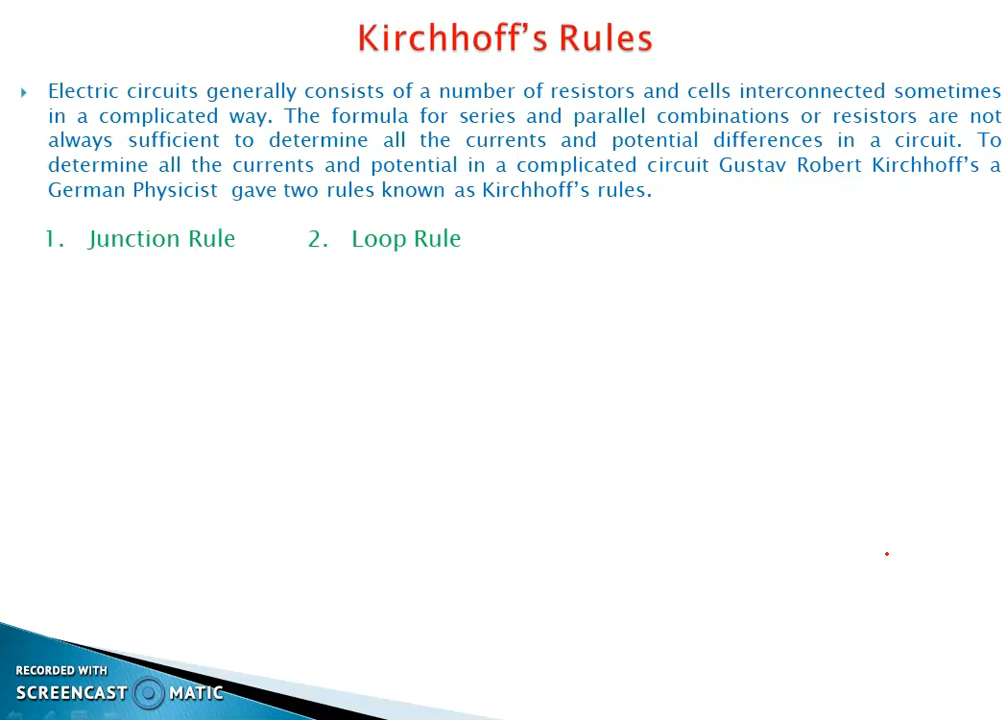 Kirchhoff's Rules
Electric circuits generally consists of a number of resistors and cells interconnected sometimes
in a complicated way. The formula for series and parallel combinations or resistors are not
always sufficient to determine all the currents and potential differences in a circuit. To
determine all the currents and potential in a complicated circuit Gustav Robert Kirchhoff's a
German Physicist gave two rules known as Kirchhoff's rules.
1. Junction Rule 2. Loop Rule
RECORDED WITH
SCREENCAST MATIC